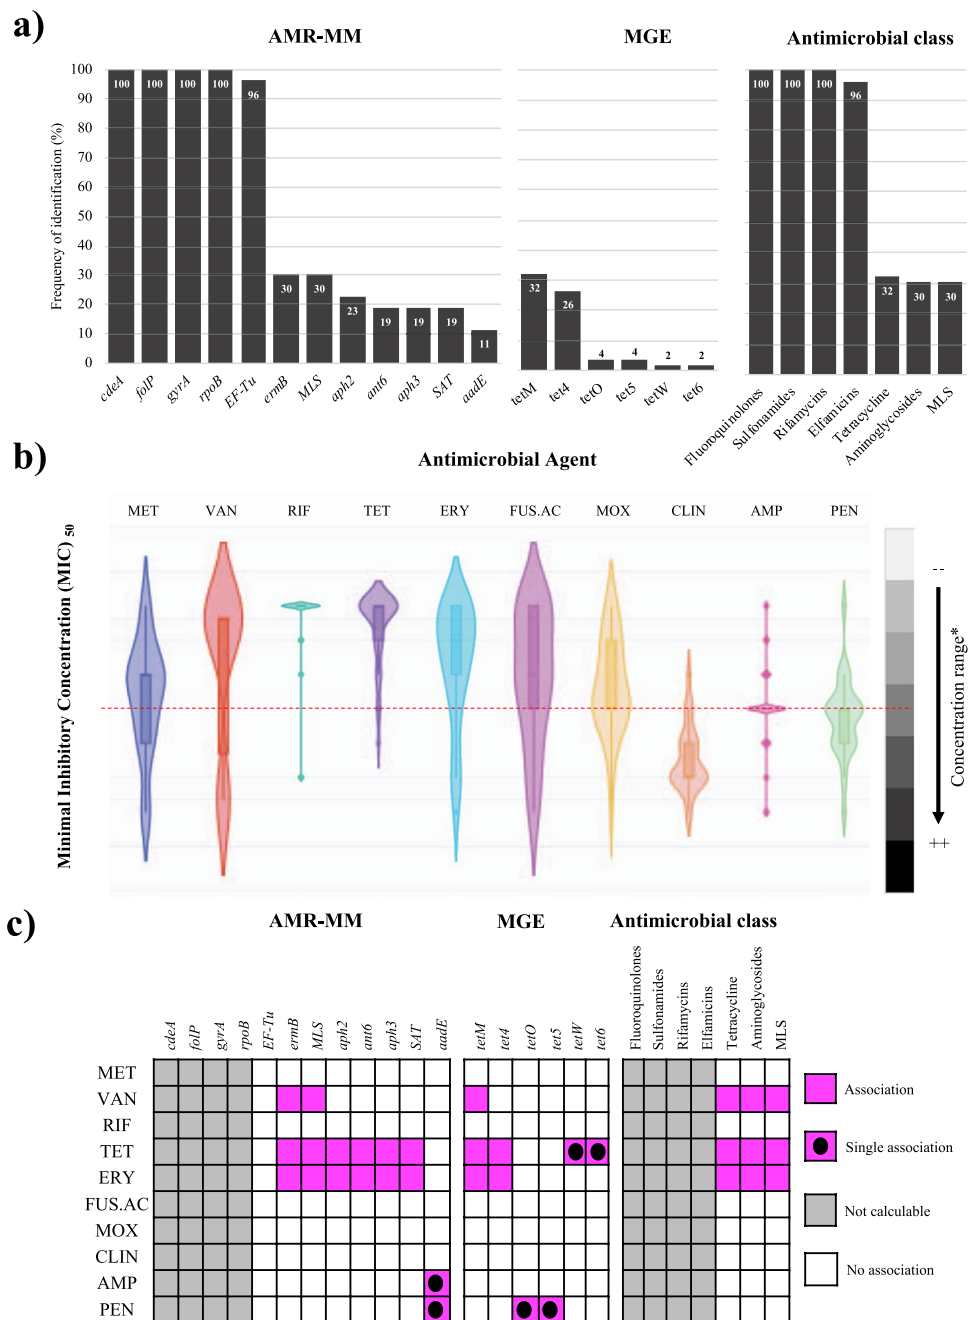 a)
AMR-MM
MGE
Antimicrobial class
Frequency of identification (%)
100
90
80
70
60
50
40
30
20
10
0
100 100 100 100 96 30 30 23 19 19 19 11
cdeA folP gyrA rpoB EF-Tu ermB MLS aph2 ant6 aph3 SAT aadE
32 26 4 4 2 2
tetM tet4 tetO tet5 tetW tet6
100 100 100 96 32 30 30
Fluoroquinolones Sulfonamides Rifamycins Elfamicins Tetracycline Aminoglycosides MLS
b)
Antimicrobial Agent
Minimal Inhibitory Concentration (MIC) 50
MET VAN RIF TET ERY FUS.AC MOX CLIN AMP PEN
--
Concentration range*
++
c)
AMR-MM
MGE
Antimicrobial class
cdeA folP gyrA rpoB EF-Tu ermB MLS aph2 ant6 aph3 SAT aadE
tetM tet4 tetO tet5 tetW tet6
Fluoroquinolones Sulfonamides Rifamycins Elfamicins Tetracycline Aminoglycosides MLS
MET
VAN
RIF
TET
ERY
FUS.AC
MOX
CLIN
AMP
PEN
Association
Single association
Not calculable
No association